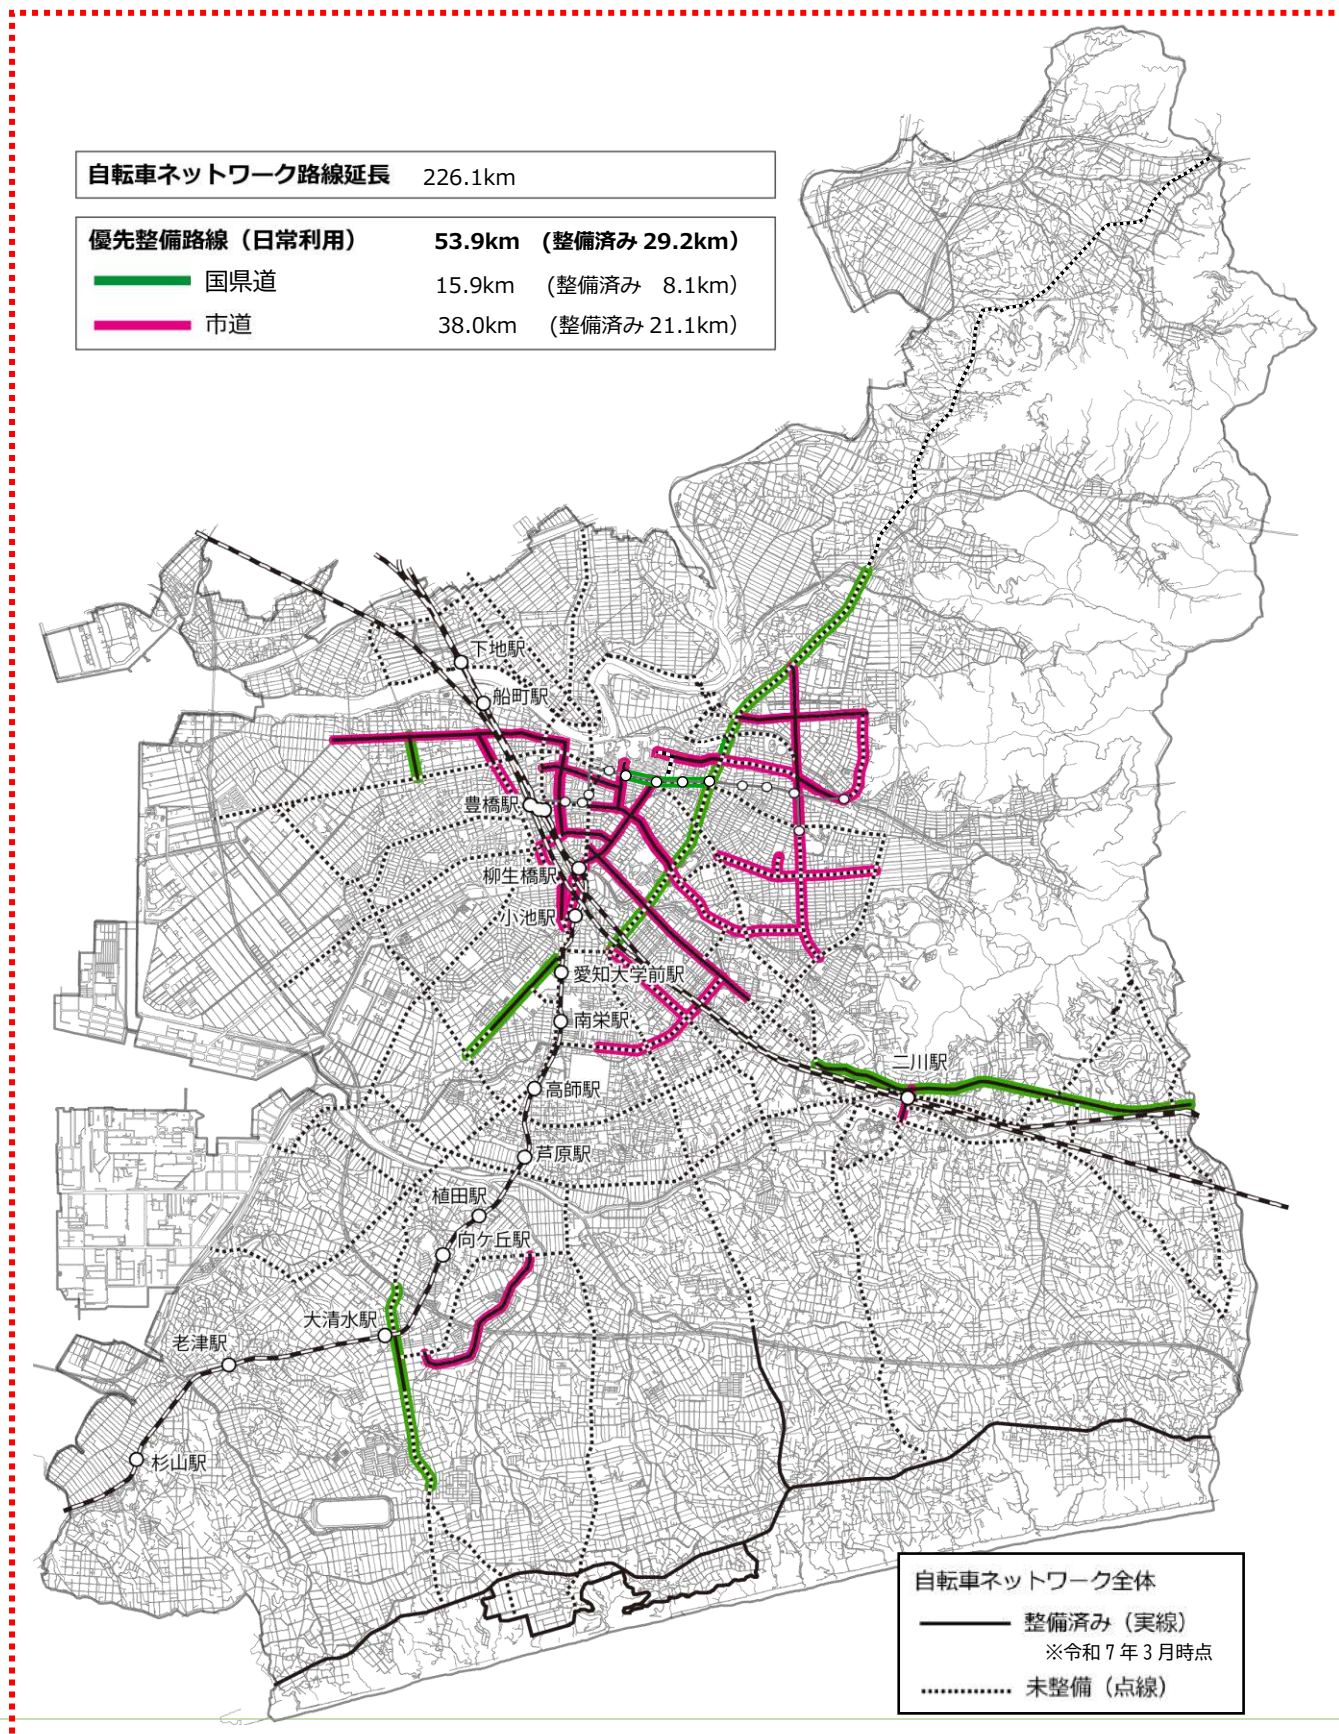 自転車ネットワーク路線延長 226.1km
優先整備路線（日常利用） 53.9km (整備済み 29.2km)
国県道 15.9km (整備済み 8.1km)
市道 38.0km (整備済み 21.1km)
下地駅
船町駅
豊橋駅
柳生橋駅
小池駅
愛知大学前駅
南栄駅
二川駅
高師駅
芦原駅
植田駅
向ケ丘駅
大清水駅
老津駅
杉山駅
自転車ネットワーク全体
整備済み（実線）
※令和7年3月時点
未整備（点線）